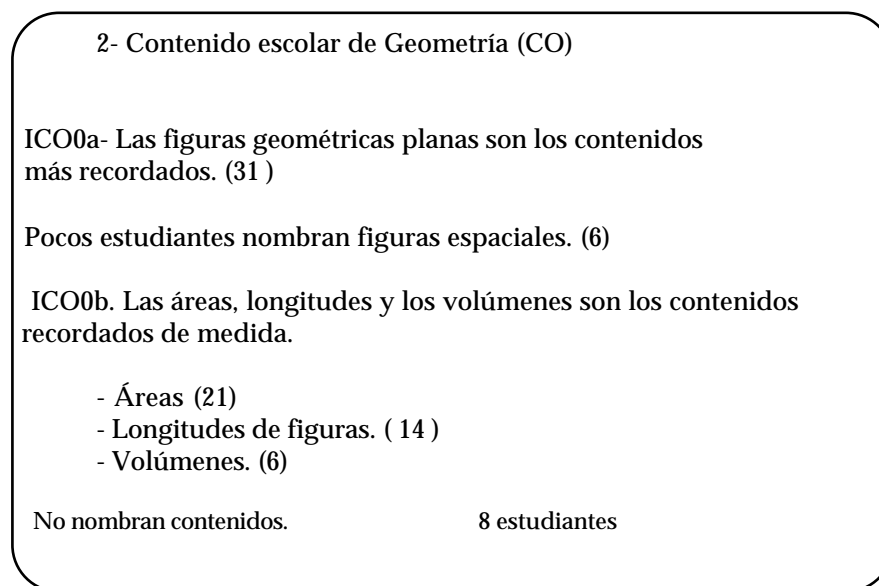 2- Contenido escolar de Geometría (CO)
ICO0a- Las figuras geométricas planas son los contenidos
más recordados. (31 )
Pocos estudiantes nombran figuras espaciales. (6)
ICO0b. Las áreas, longitudes y los volúmenes son los contenidos
recordados de medida.
- Áreas (21)
- Longitudes de figuras. ( 14 )
- Volúmenes. (6)
No nombran contenidos. 8 estudiantes